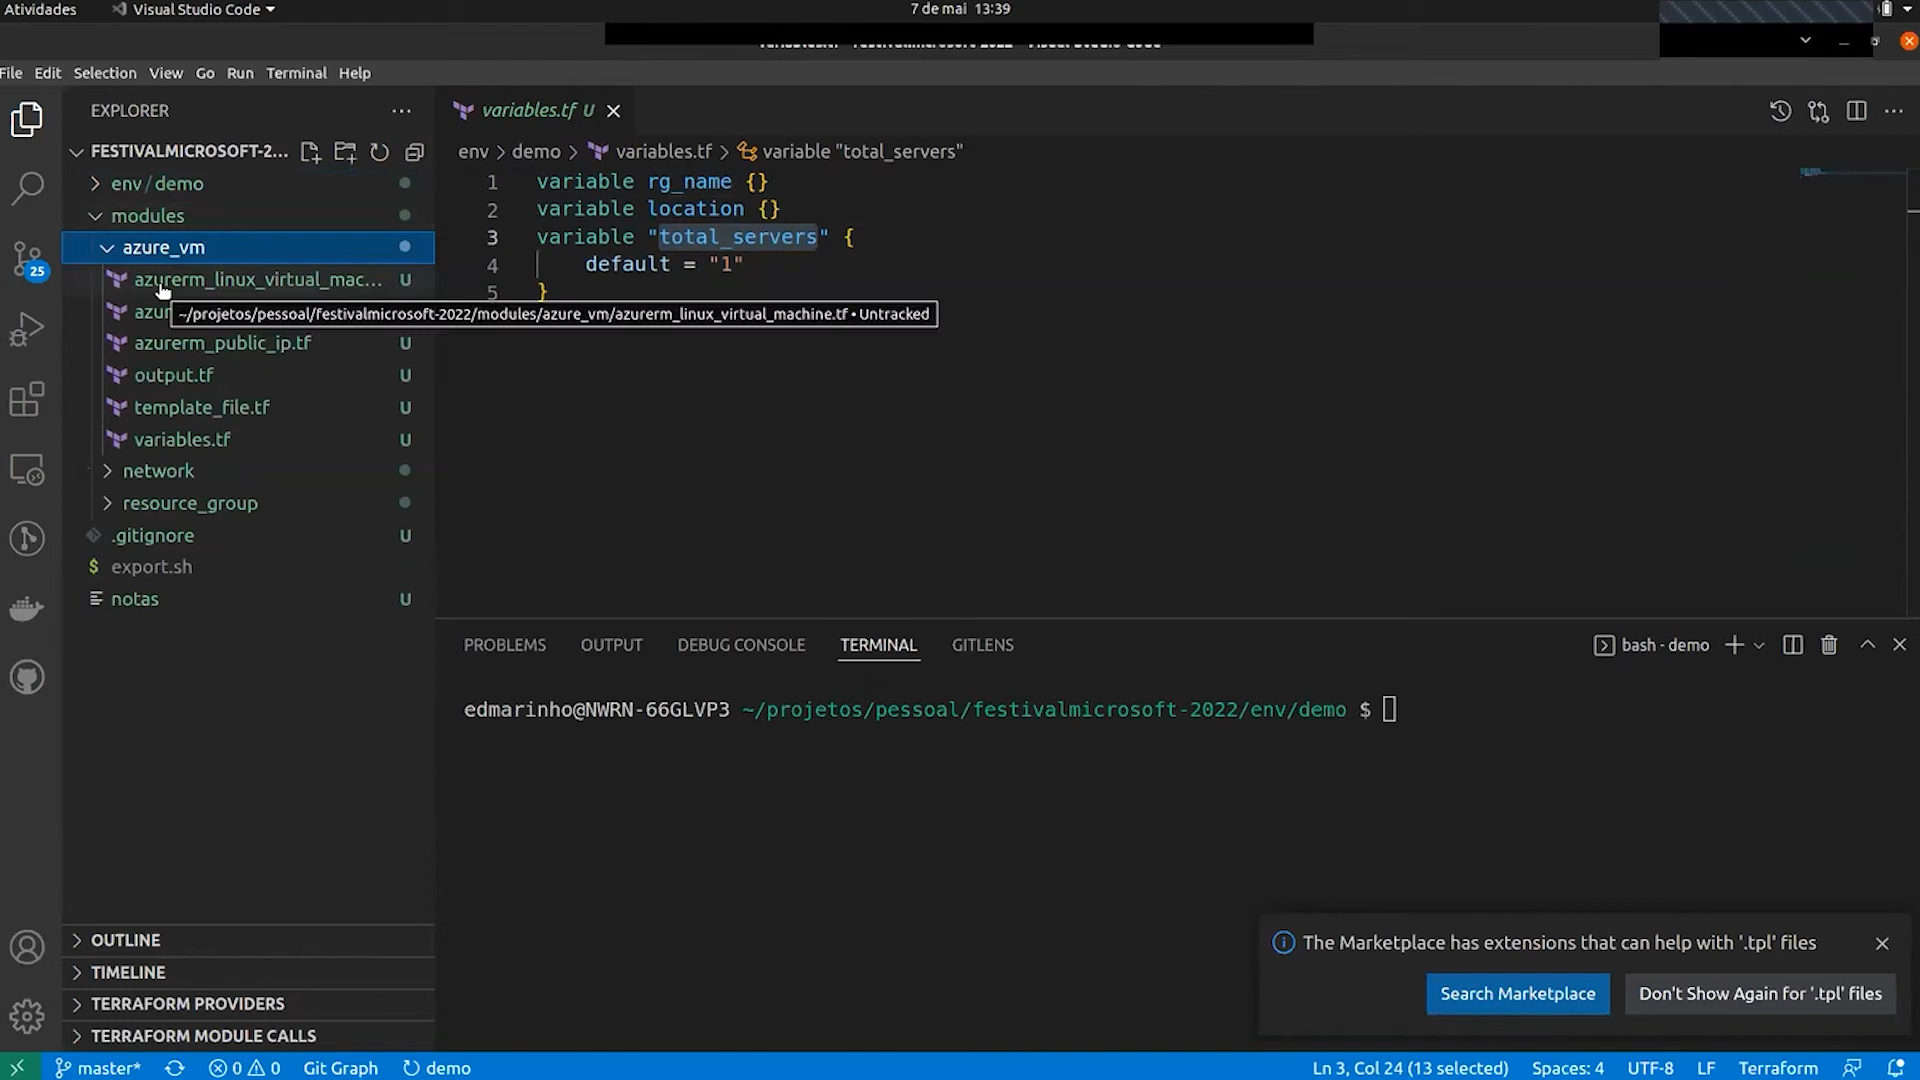 Atividades
Visual Studio Code
7 de mai 13:39
File Edit Selection View Go Run Terminal Help
EXPLORER
FESTIVALMICROSOFT-2...
env / demo
modules
azure_vm
azurerm_linux_virtual_mac... U
azur
~/projetos/pessoal/festivalmicrosoft-2022/modules/azure_vm/azurerm_linux_virtual_machine.tf • Untracked
azurerm_public_ip.tf U
output.tf U
template_file.tf U
variables.tf U
network
resource_group
.gitignore U
$ export.sh
notas U
25
OUTLINE
TIMELINE
TERRAFORM PROVIDERS
TERRAFORM MODULE CALLS
variables.tf U
env > demo > variables.tf > variable "total_servers"
1 variable rg_name {}
2 variable location {}
3 variable "total_servers" {
4 default = "1"
5 }
PROBLEMS OUTPUT DEBUG CONSOLE TERMINAL GITLENS
bash - demo
edmarinho@NWRN-66GLVP3 ~/projetos/pessoal/festivalmicrosoft-2022/env/demo $
The Marketplace has extensions that can help with '.tpl' files
Search Marketplace
Don't Show Again for '.tpl' files
master* 0 0 Git Graph demo
Ln 3, Col 24 (13 selected) Spaces: 4 UTF-8 LF Terraform